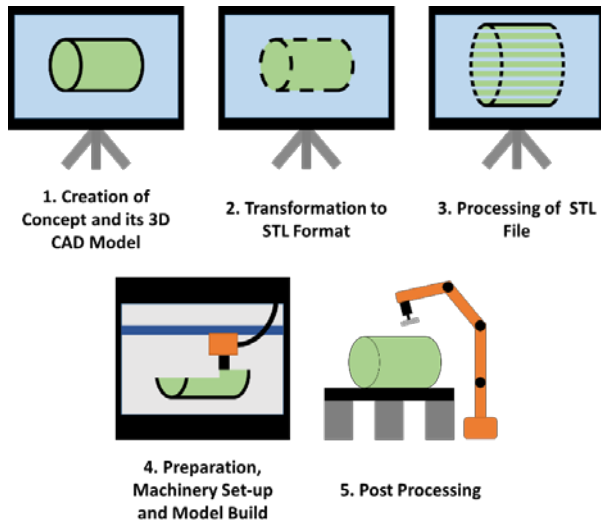 1. Creation of
Concept and its 3D
CAD Model
2. Transformation to
STL Format
3. Processing of STL
File
4. Preparation,
Machinery Set-up
and Model Build
5. Post Processing